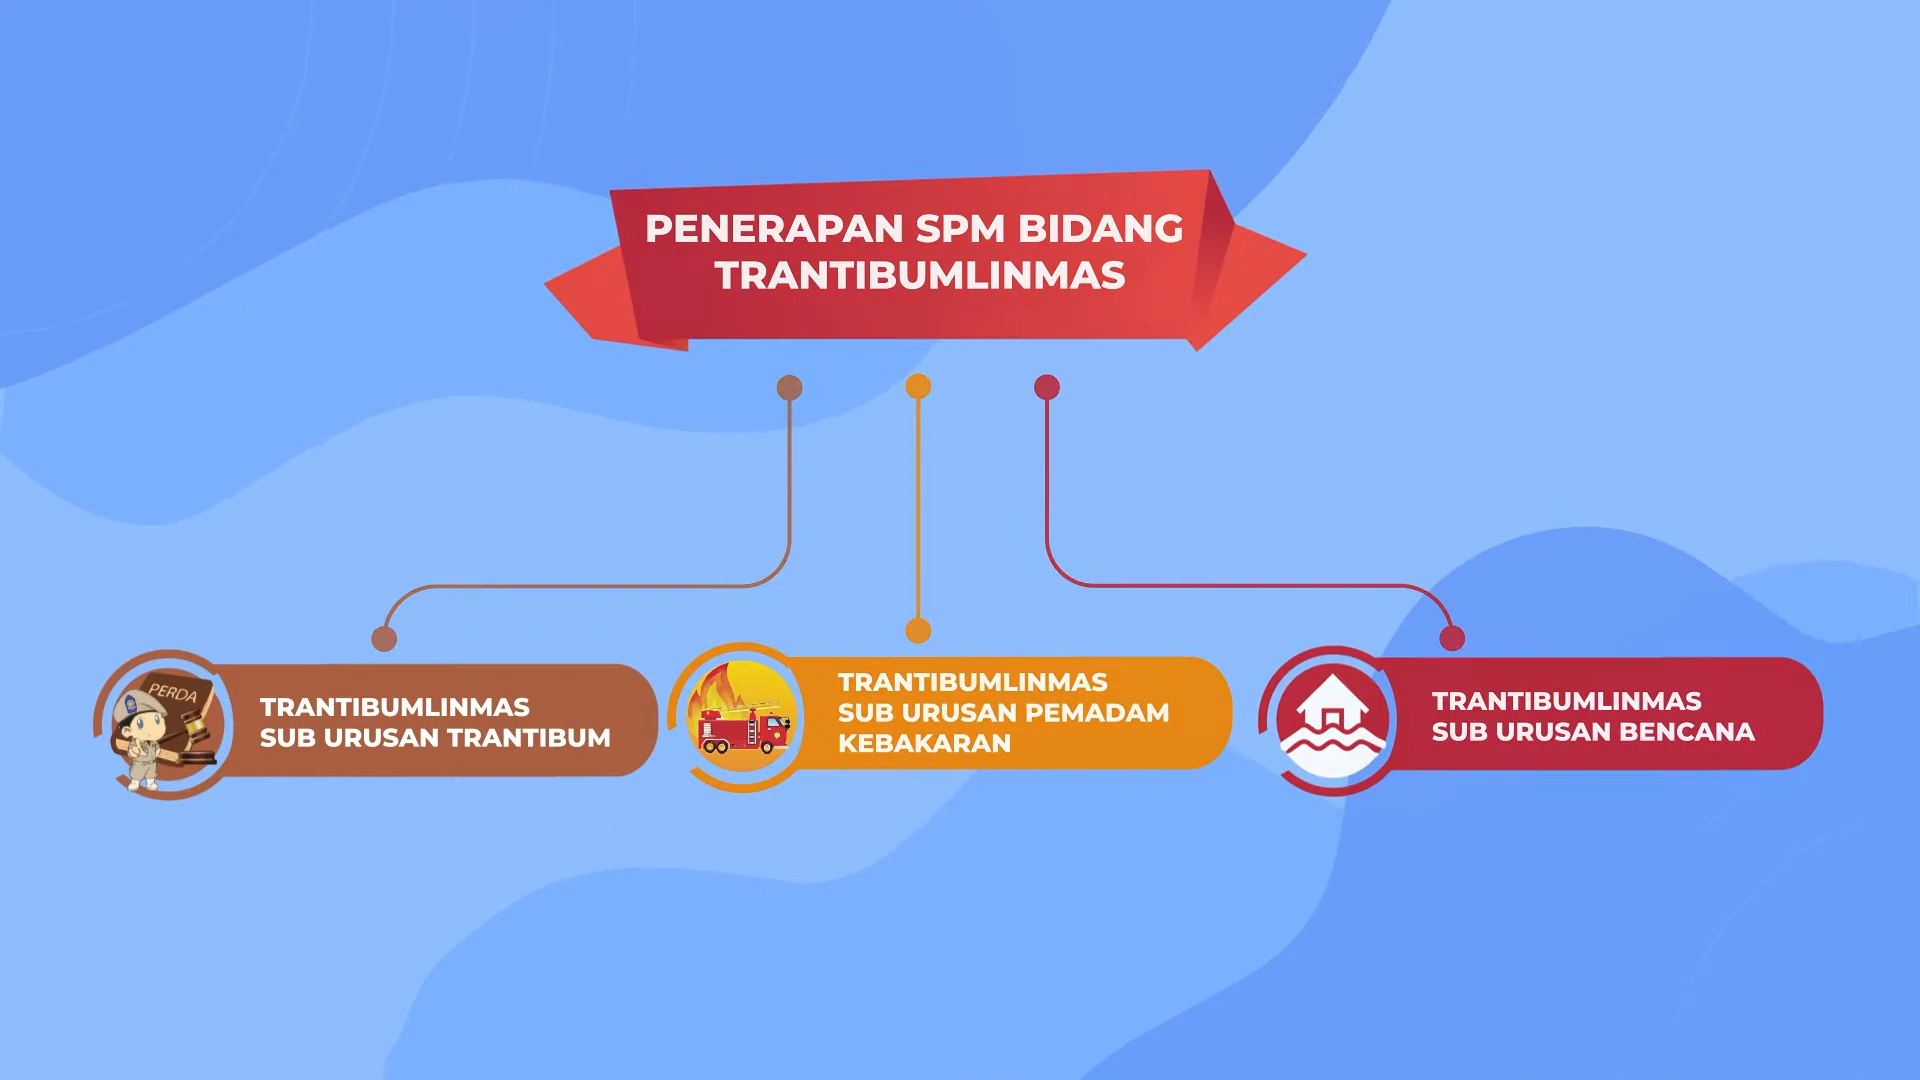 PENERAPAN SPM BIDANG
TRANTIBUMLINMAS
PERDA
TRANTIBUMLINMAS
SUB URUSAN TRANTIBUM
TRANTIBUMLINMAS
SUB URUSAN PEMADAM
KEBAKARAN
TRANTIBUMLINMAS
SUB URUSAN BENCANA